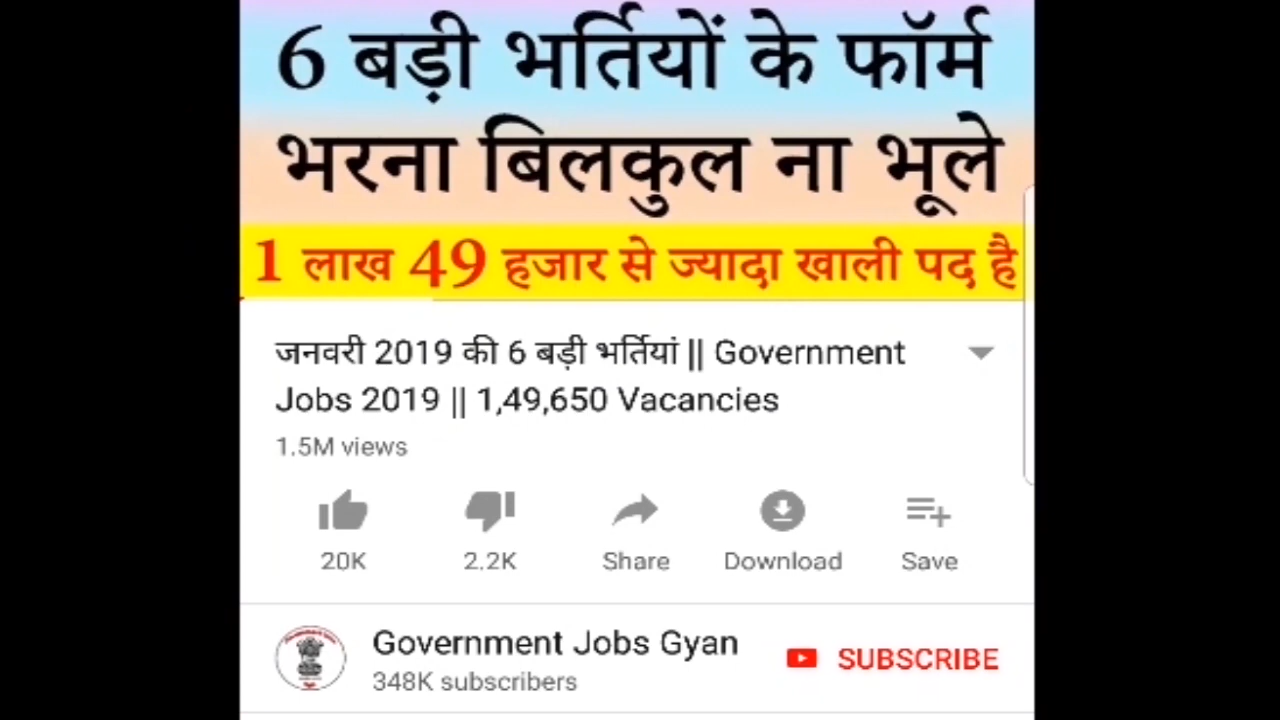 6 बड़ी भर्तियों के फॉर्म
भरना बिलकुल ना भूले
1 लाख 49 हजार से ज्यादा खाली पद है
जनवरी 2019 की 6 बड़ी भर्तियां || Government
Jobs 2019 || 1,49,650 Vacancies
1.5M views
20K 2.2K Share Download Save
Government Jobs Gyan
348K subscribers
SUBSCRIBE